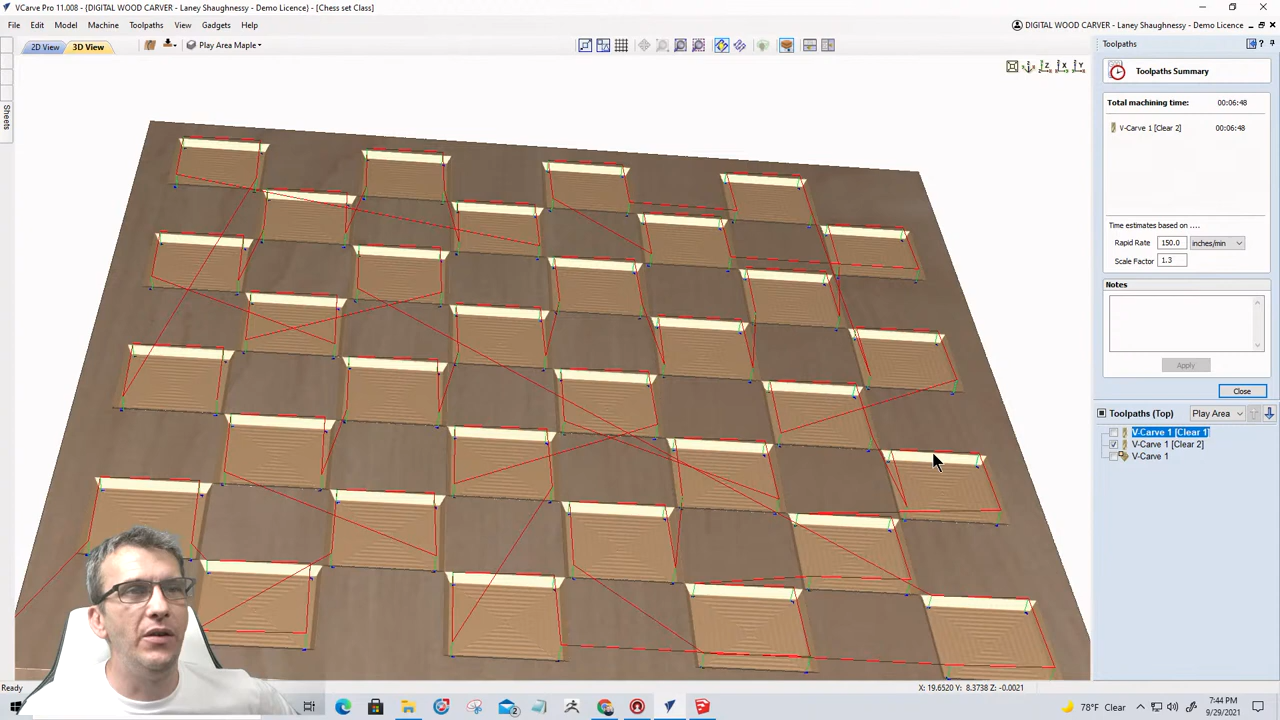 VCarve Pro 11.008 - {DIGITAL WOOD CARVER - Laney Shaughnessy - Demo Licence} - [Chess set Class]
File Edit Model Machine Toolpaths View Gadgets Help
DIGITAL WOOD CARVER - Laney Shaughnessy - Demo Licence
2D View 3D View Play Area Maple
Toolpaths
Sheets
Toolpaths Summary
Total machining time: 00:06:48
V-Carve 1 [Clear 2] 00:06:48
Time estimates based on ....
Rapid Rate 150.0 inches/min
Scale Factor 1.3
Notes
Apply
Close
Toolpaths (Top) Play Area
V-Carve 1 [Clear 1]
V-Carve 1 [Clear 2]
V-Carve 1
Ready
X: 19.6520 Y: 8.3738 Z: -0.0021
2
78°F Clear
7:44 PM
9/29/2021